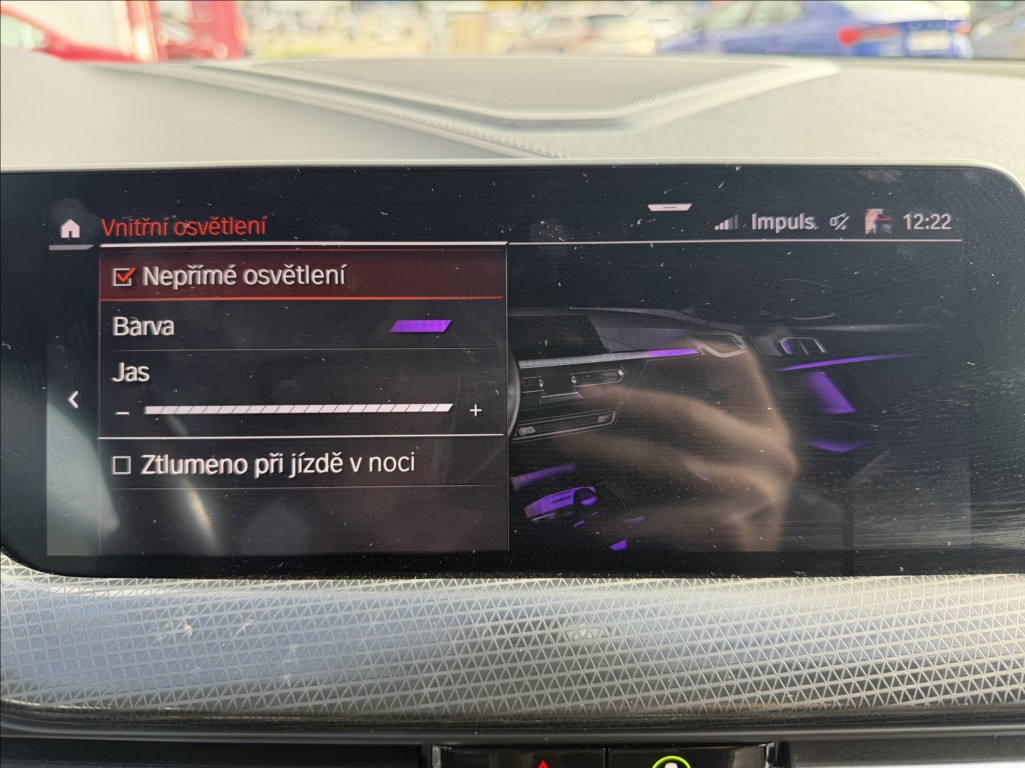 Vnitřní osvětlení
Impuls. 12:22
Nepřímé osvětlení
Barva
Jas
− +
Ztlumeno při jízdě v noci